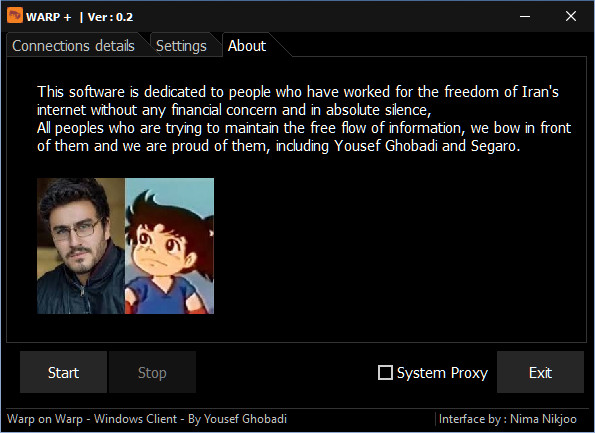 WARP + | Ver : 0.2
Connections details Settings About
This software is dedicated to people who have worked for the freedom of Iran's
internet without any financial concern and in absolute silence,
All peoples who are trying to maintain the free flow of information, we bow in front
of them and we are proud of them, including Yousef Ghobadi and Segaro.
Start Stop System Proxy Exit
Warp on Warp - Windows Client - By Yousef Ghobadi Interface by : Nima Nikjoo